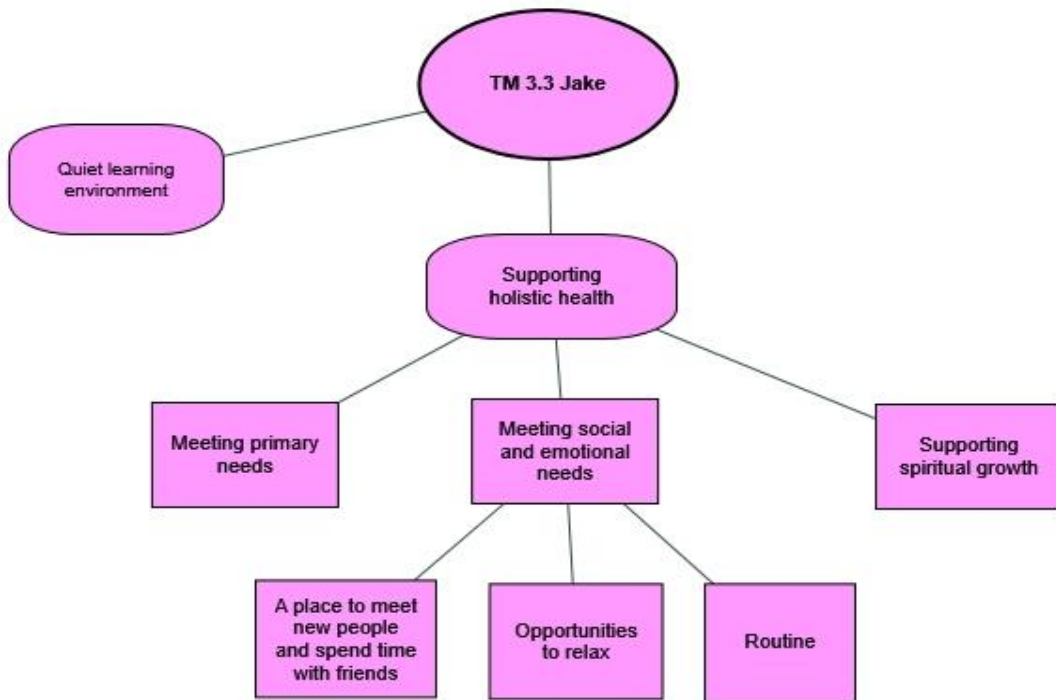 TM 3.3 Jake
Quiet learning
environment
Supporting
holistic health
Meeting primary
needs
Meeting social
and emotional
needs
Supporting
spiritual growth
A place to meet
new people
and spend time
with friends
Opportunities
to relax
Routine